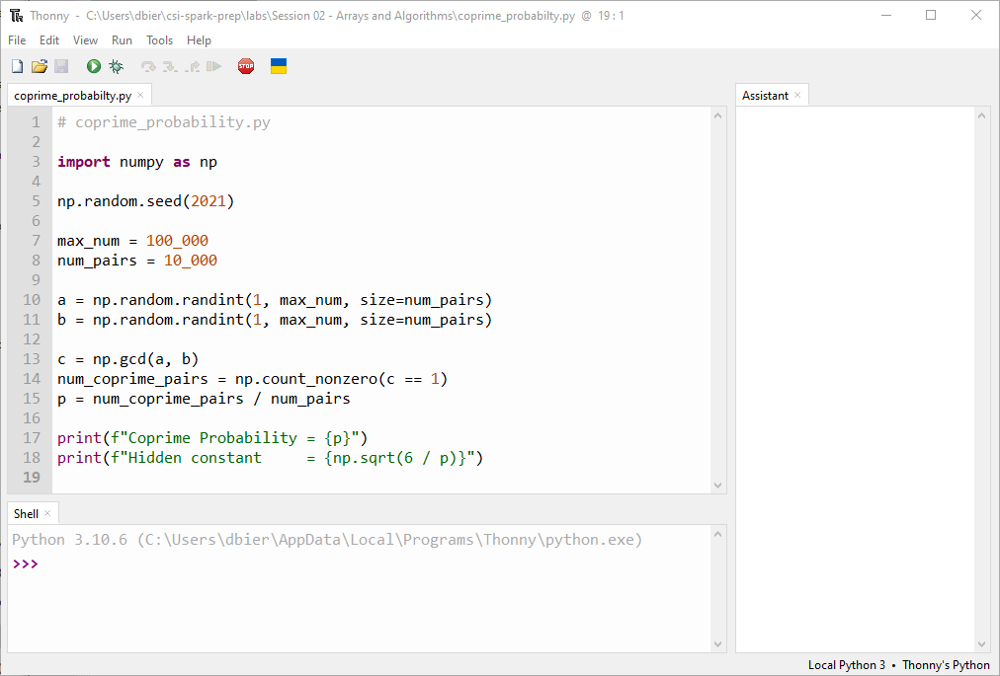 Thonny - C:\Users\dbier\csi-spark-prep\labs\Session 02 - Arrays and Algorithms\coprime_probabilty.py @ 19 : 1
File Edit View Run Tools Help
STOP
coprime_probabilty.py ×
1 # coprime_probability.py
2
3 import numpy as np
4
5 np.random.seed(2021)
6
7 max_num = 100_000
8 num_pairs = 10_000
9
10 a = np.random.randint(1, max_num, size=num_pairs)
11 b = np.random.randint(1, max_num, size=num_pairs)
12
13 c = np.gcd(a, b)
14 num_coprime_pairs = np.count_nonzero(c == 1)
15 p = num_coprime_pairs / num_pairs
16
17 print(f"Coprime Probability = {p}")
18 print(f"Hidden constant     = {np.sqrt(6 / p)}")
19
Assistant ×
Shell ×
Python 3.10.6 (C:\Users\dbier\AppData\Local\Programs\Thonny\python.exe)
>>>
Local Python 3 • Thonny's Python